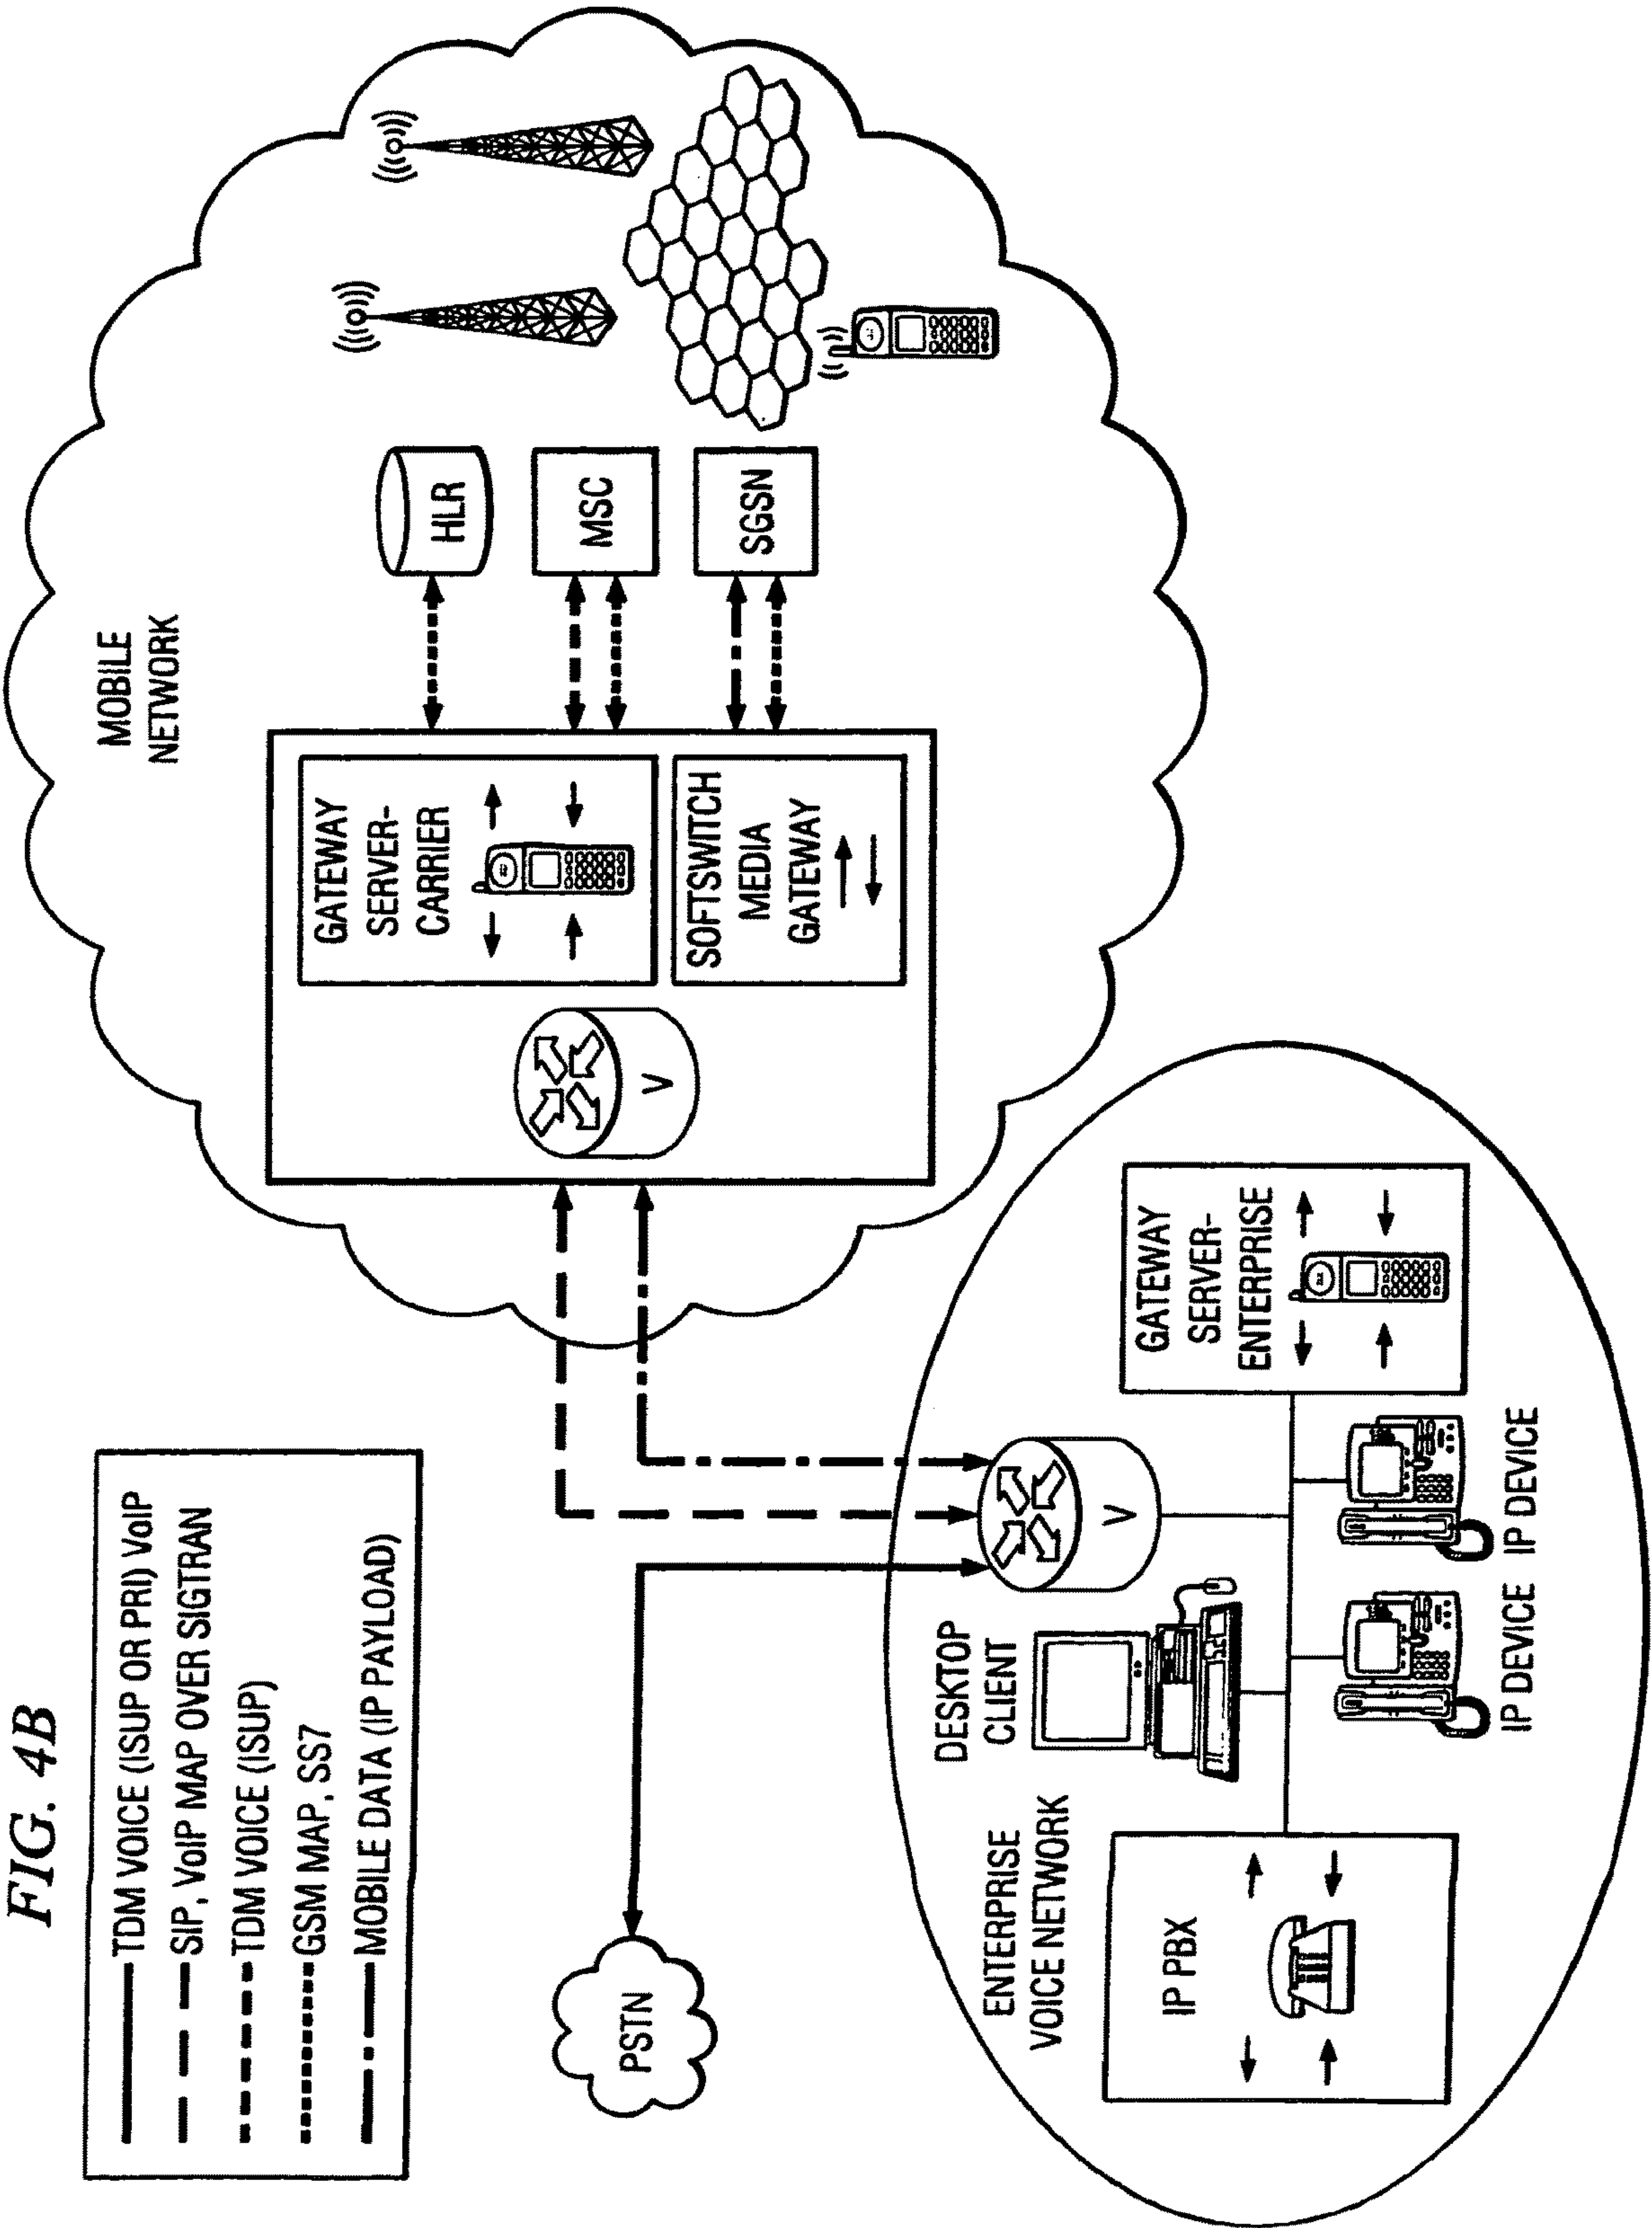 FIG. 4B
TDM VOICE (ISUP OR PRI) VoIP
SIP, VoIP MAP OVER SIGTRAN
TDM VOICE (ISUP)
GSM MAP, SS7
MOBILE DATA (IP PAYLOAD)
MOBILE
NETWORK
GATEWAY
SERVER-
CARRIER
SOFTSWITCH
MEDIA
GATEWAY
V
HLR
MSC
SGSN
PSTN
ENTERPRISE
VOICE NETWORK
DESKTOP
CLIENT
V
GATEWAY
SERVER-
ENTERPRISE
IP PBX
IP DEVICE
IP DEVICE